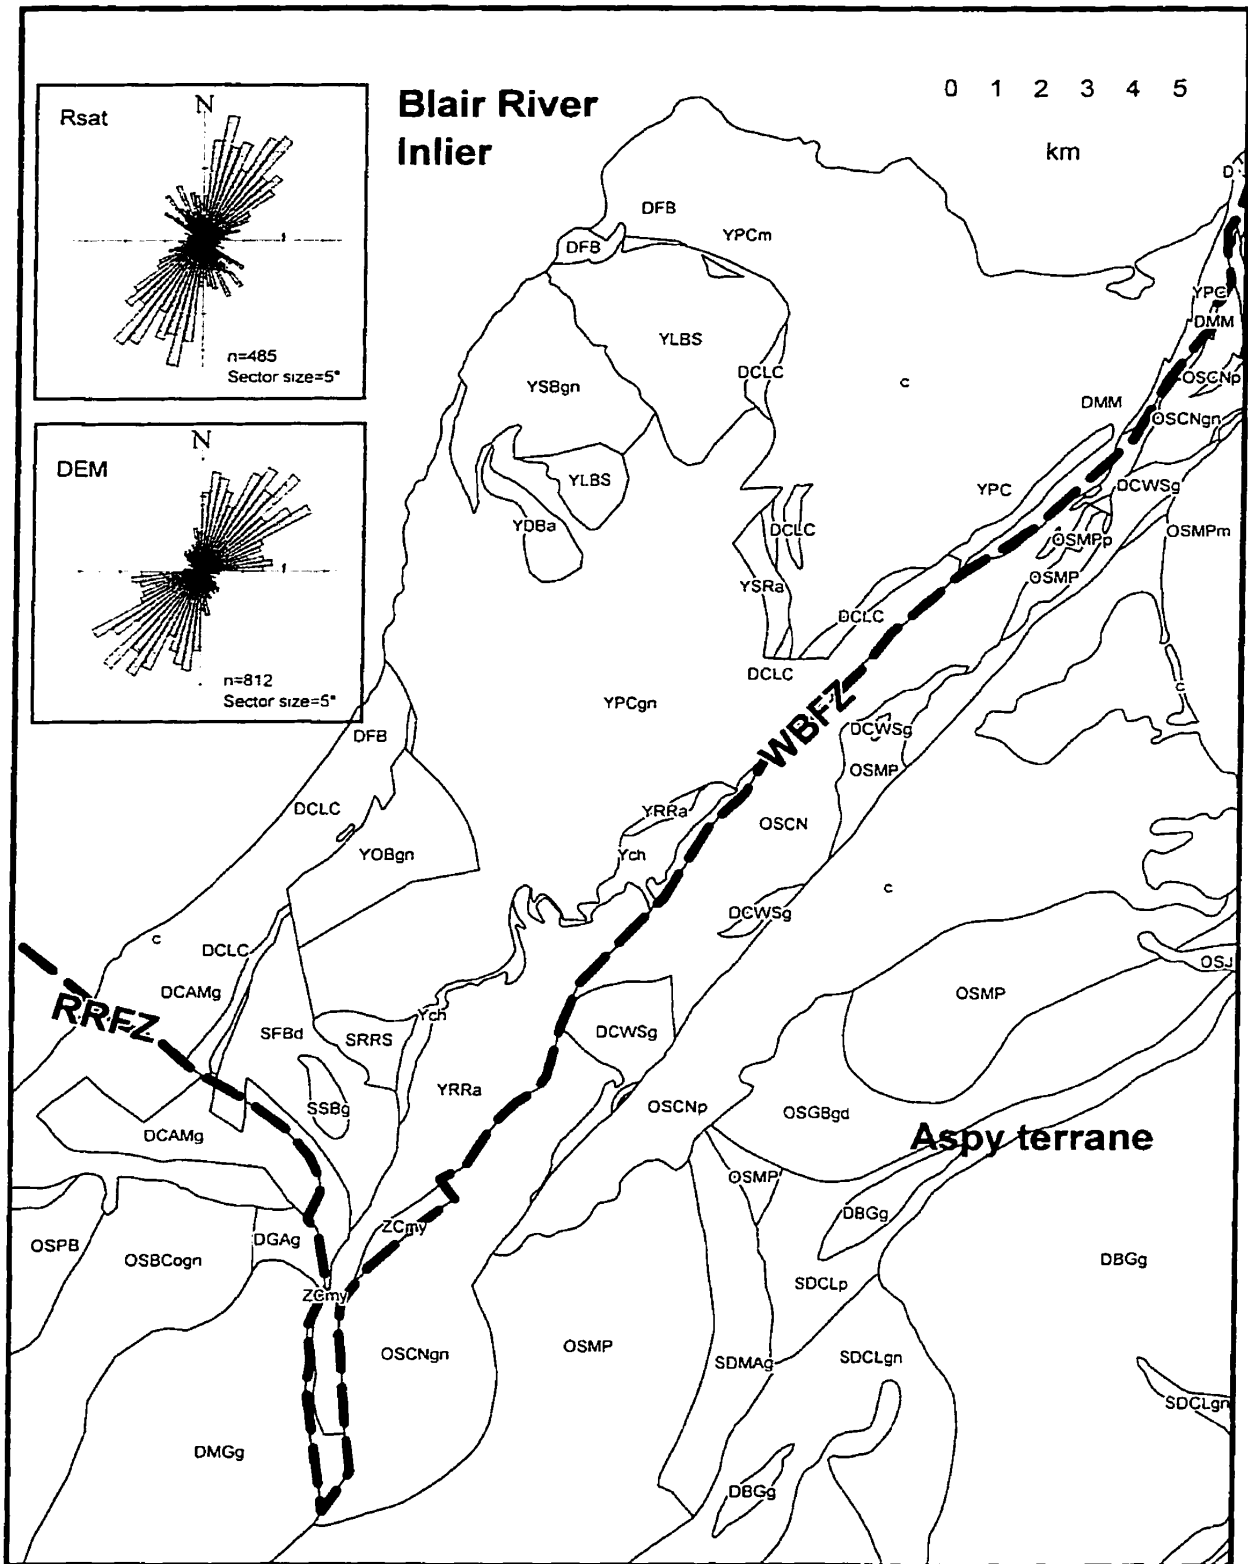 Blair River
Inlier
0 1 2 3 4 5
km
Rsat
N
n=485
Sector size=5°
DEM
N
n=812
Sector size=5°
D
DFB
DFB
YPCm
YPC
DMM
YLBS
YSBgn
DCLC
c
OSCNp
DMM
OSCNgn
YLBS
YPC
DCWSg
YDBa
DCLC
OSMPp
OSMPm
YSRa
OSMP
DCLC
DCLC
c
YPCgn
WBFZ
DCWSg
DFB
OSMP
DCLC
YRRa
OSCN
YOBgn
Ych
c
DCWSg
c
DCLC
OSJ
DCAMg
OSMP
RRFZ
Ych
SFBd
SRRS
DCWSg
YRRa
SSBg
OSCNp
OSGBgd
DCAMg
Aspy terrane
OSMP
DBGg
ZCmy
OSPB
OSBCogn
DGAg
DBGg
SDCLp
ZCmy
OSCNgn
OSMP
SDMAg
SDCLgn
SDCLgn
DMGg
DBGg